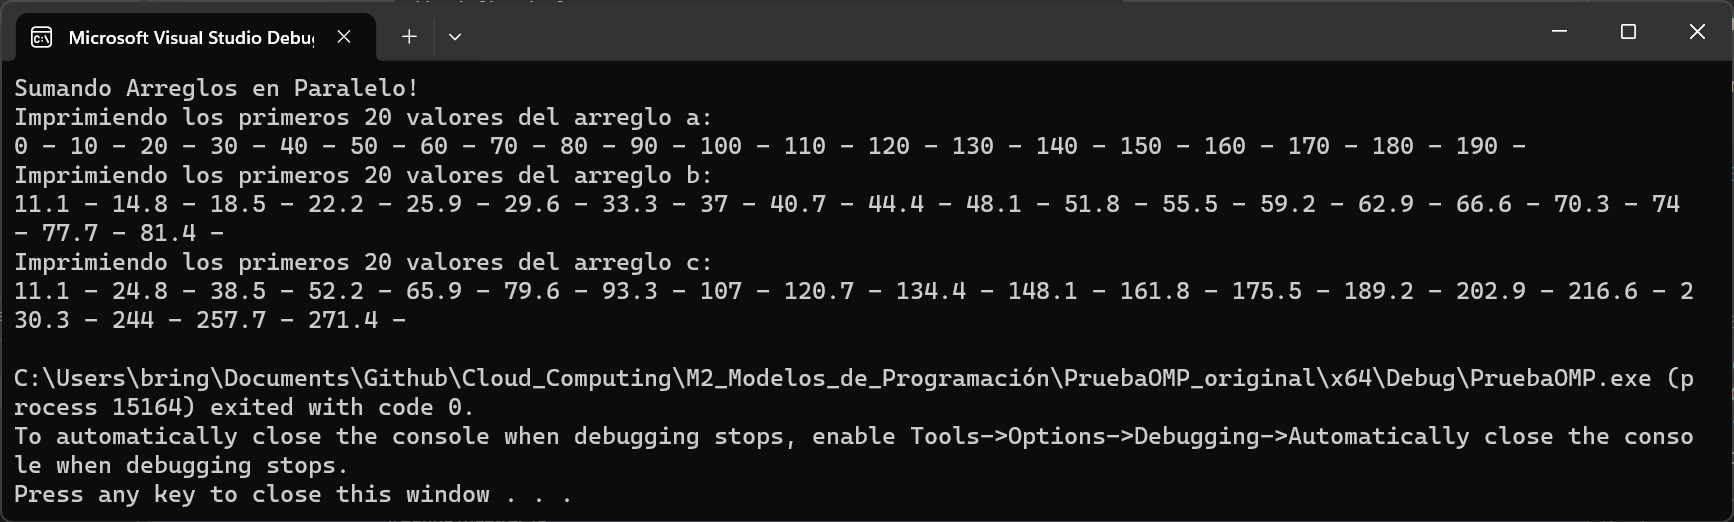 Microsoft Visual Studio Debug
Sumando Arreglos en Paralelo!
Imprimiendo los primeros 20 valores del arreglo a:
0 - 10 - 20 - 30 - 40 - 50 - 60 - 70 - 80 - 90 - 100 - 110 - 120 - 130 - 140 - 150 - 160 - 170 - 180 - 190 -
Imprimiendo los primeros 20 valores del arreglo b:
11.1 - 14.8 - 18.5 - 22.2 - 25.9 - 29.6 - 33.3 - 37 - 40.7 - 44.4 - 48.1 - 51.8 - 55.5 - 59.2 - 62.9 - 66.6 - 70.3 - 74
- 77.7 - 81.4 -
Imprimiendo los primeros 20 valores del arreglo c:
11.1 - 24.8 - 38.5 - 52.2 - 65.9 - 79.6 - 93.3 - 107 - 120.7 - 134.4 - 148.1 - 161.8 - 175.5 - 189.2 - 202.9 - 216.6 - 2
30.3 - 244 - 257.7 - 271.4 -
C:\Users\bring\Documents\Github\Cloud_Computing\M2_Modelos_de_Programación\PruebaOMP_original\x64\Debug\PruebaOMP.exe (p
rocess 15164) exited with code 0.
To automatically close the console when debugging stops, enable Tools->Options->Debugging->Automatically close the conso
le when debugging stops.
Press any key to close this window . . .